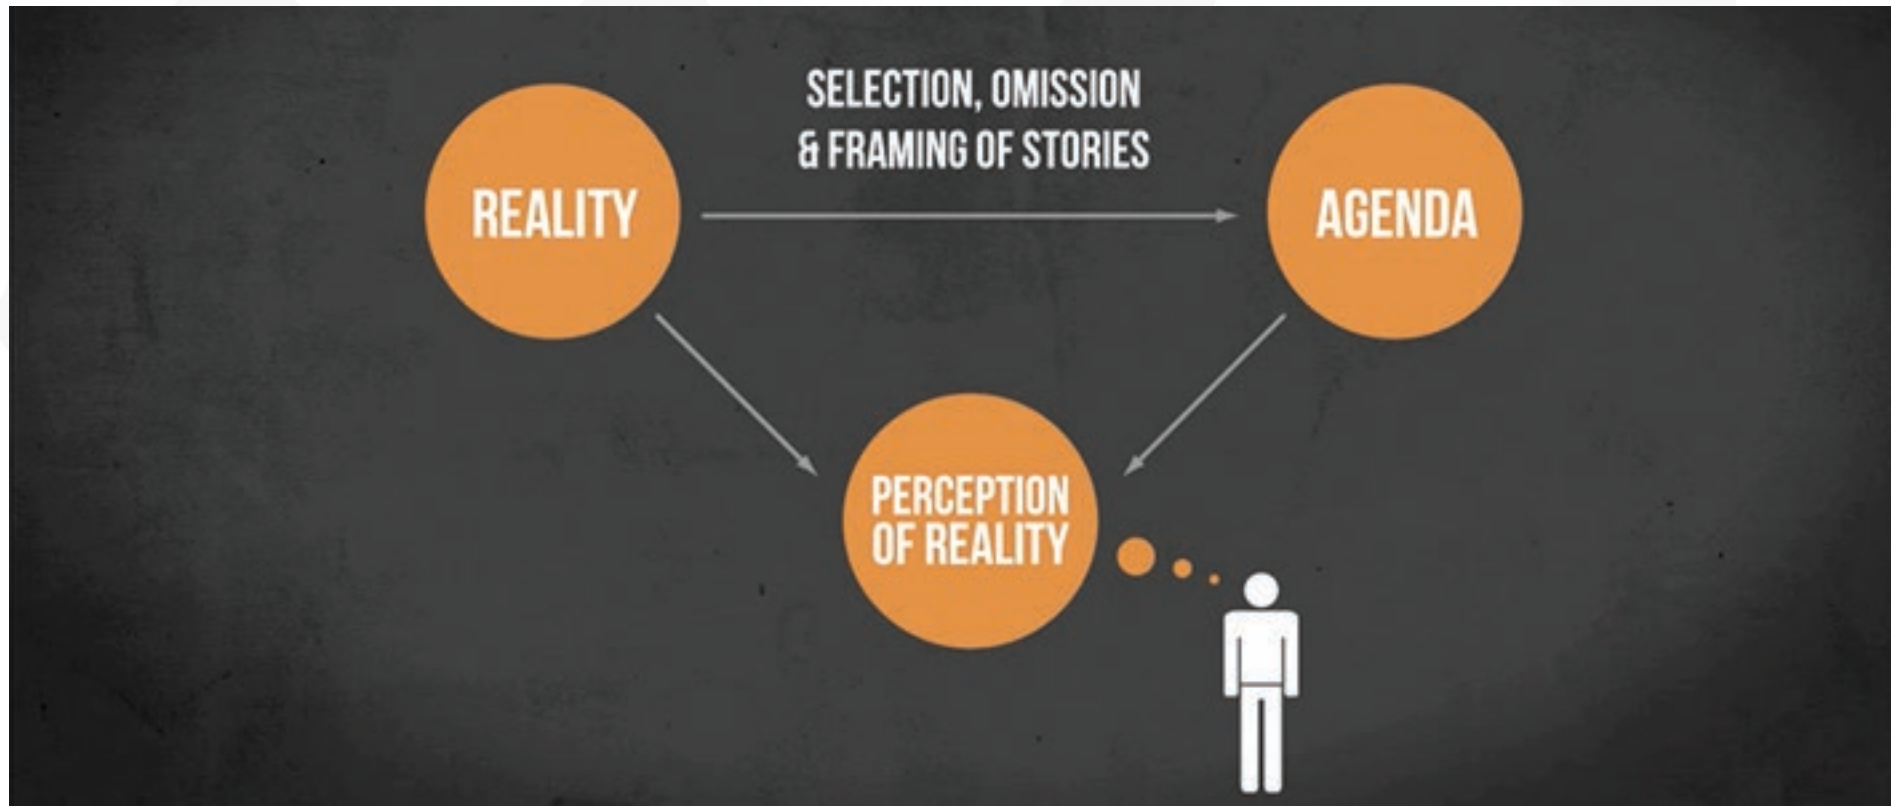 SELECTION, OMISSION
& FRAMING OF STORIES
REALITY
AGENDA
PERCEPTION
OF REALITY